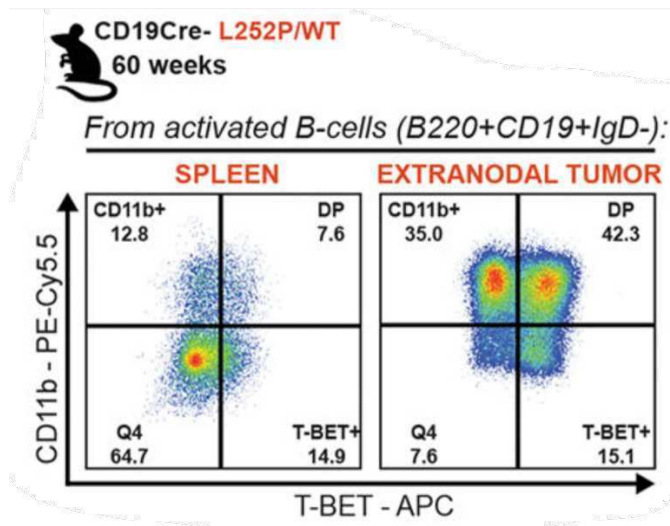 CD19Cre- L252P/WT
60 weeks
From activated B-cells (B220+CD19+IgD-):
SPLEEN
CD11b+
12.8
DP
7.6
Q4
64.7
T-BET+
14.9
EXTRANODAL TUMOR
CD11b+
35.0
DP
42.3
Q4
7.6
T-BET+
15.1
CD11b - PE-Cy5.5
T-BET - APC